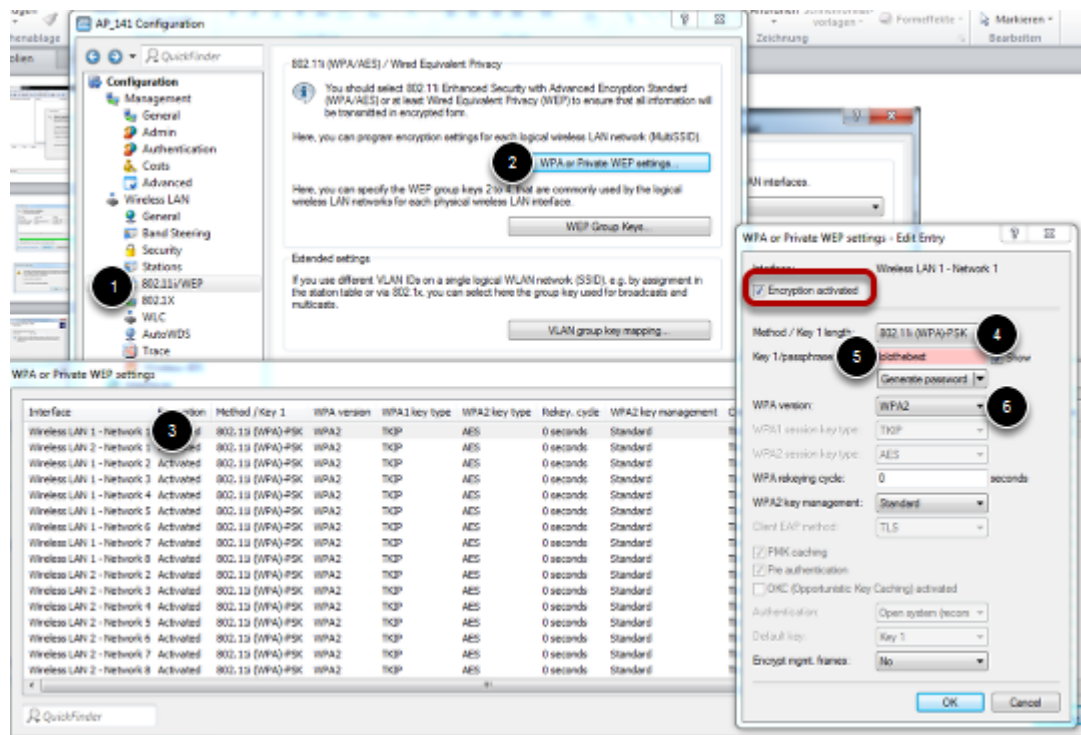 vorlagen
Formeffekte
Markieren
Zeichnung
Bearbeiten
AP_141 Configuration
QuickFinder
Configuration
Management
General
Admin
Authentication
Costs
Advanced
Wireless LAN
General
Band Steering
Security
Stations
1
802.11i/WEP
802.1X
WLC
AutoWDS
Trace
802.11i (WPA/AES) / Wired Equivalent Privacy
You should select 802.11i Enhanced Security with Advanced Encryption Standard
(WPA/AES) or at least Wired Equivalent Privacy (WEP) to ensure that all information will
be transmitted in encrypted form.
Here, you can program encryption settings for each logical wireless LAN network (MultiSSID).
2
WPA or Private WEP settings...
Here, you can specify the WEP group keys 2 to 4, that are commonly used by the logical
wireless LAN networks for each physical wireless LAN interface.
WEP Group Keys...
Extended settings
If you use different VLAN IDs on a single logical WLAN network (SSID), e.g. by assignment in
the station table or via 802.1x, you can select here the group key used for broadcasts and
multicasts.
VLAN group key mapping...
AN interfaces.
WPA or Private WEP settings
Interface Method / Key 1 WPA version WPA1 key type WPA2 key type Rekey. cycle WPA2 key management
3
Wireless LAN 1 - Network 802.11i (WPA)-PSK WPA2 TKIP AES 0 seconds Standard
Wireless LAN 2 - Network 1 802.11i (WPA)-PSK WPA2 TKIP AES 0 seconds Standard
Wireless LAN 1 - Network 2 Activated 802.11i (WPA)-PSK WPA2 TKIP AES 0 seconds Standard
Wireless LAN 1 - Network 3 Activated 802.11i (WPA)-PSK WPA2 TKIP AES 0 seconds Standard
Wireless LAN 1 - Network 4 Activated 802.11i (WPA)-PSK WPA2 TKIP AES 0 seconds Standard
Wireless LAN 1 - Network 5 Activated 802.11i (WPA)-PSK WPA2 TKIP AES 0 seconds Standard
Wireless LAN 1 - Network 6 Activated 802.11i (WPA)-PSK WPA2 TKIP AES 0 seconds Standard
Wireless LAN 1 - Network 7 Activated 802.11i (WPA)-PSK WPA2 TKIP AES 0 seconds Standard
Wireless LAN 1 - Network 8 Activated 802.11i (WPA)-PSK WPA2 TKIP AES 0 seconds Standard
Wireless LAN 2 - Network 2 Activated 802.11i (WPA)-PSK WPA2 TKIP AES 0 seconds Standard
Wireless LAN 2 - Network 3 Activated 802.11i (WPA)-PSK WPA2 TKIP AES 0 seconds Standard
Wireless LAN 2 - Network 4 Activated 802.11i (WPA)-PSK WPA2 TKIP AES 0 seconds Standard
Wireless LAN 2 - Network 5 Activated 802.11i (WPA)-PSK WPA2 TKIP AES 0 seconds Standard
Wireless LAN 2 - Network 6 Activated 802.11i (WPA)-PSK WPA2 TKIP AES 0 seconds Standard
Wireless LAN 2 - Network 7 Activated 802.11i (WPA)-PSK WPA2 TKIP AES 0 seconds Standard
Wireless LAN 2 - Network 8 Activated 802.11i (WPA)-PSK WPA2 TKIP AES 0 seconds Standard
QuickFinder
WPA or Private WEP settings - Edit Entry
Interface: Wireless LAN 1 - Network 1
Encryption activated
Method / Key 1 length: 802.11i (WPA)-PSK 4
Key 1/passphrase 5 Show
Generate password
WPA version: WPA2 6
WPA1 session key type: TKIP
WPA2 session key type: AES
WPA rekeying cycle: 0 seconds
WPA2 key management: Standard
Client EAP method: TLS
PMK caching
Pre authentication
OKC (Opportunistic Key Caching) activated
Authentication: Open system (recom
Default key: Key 1
Encrypt mgmt. frames: No
OK Cancel